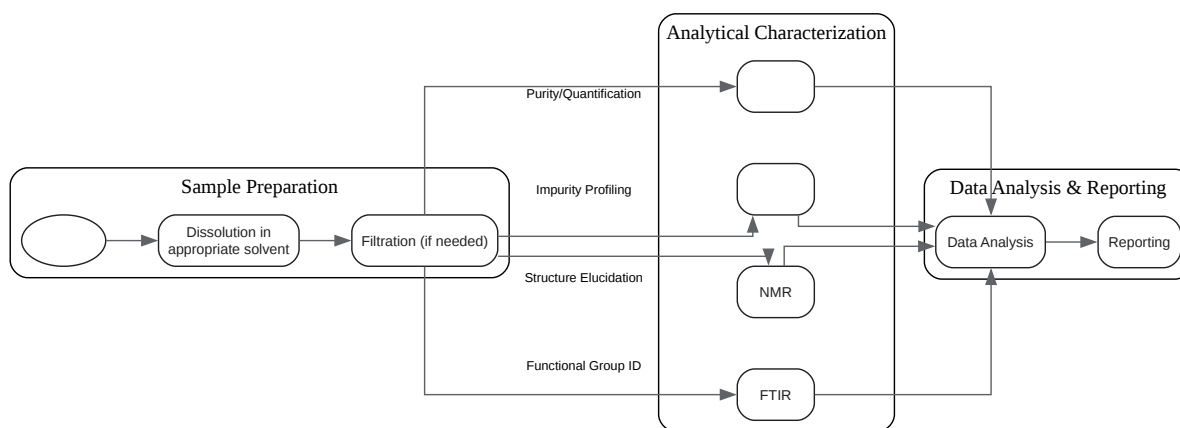 Analytical Characterization
Purity/Quantification
Sample Preparation
Impurity Profiling
Data Analysis & Reporting
Dissolution in
appropriate solvent
Filtration (if needed)
Data Analysis
Reporting
Structure Elucidation
NMR
Functional Group ID
FTIR